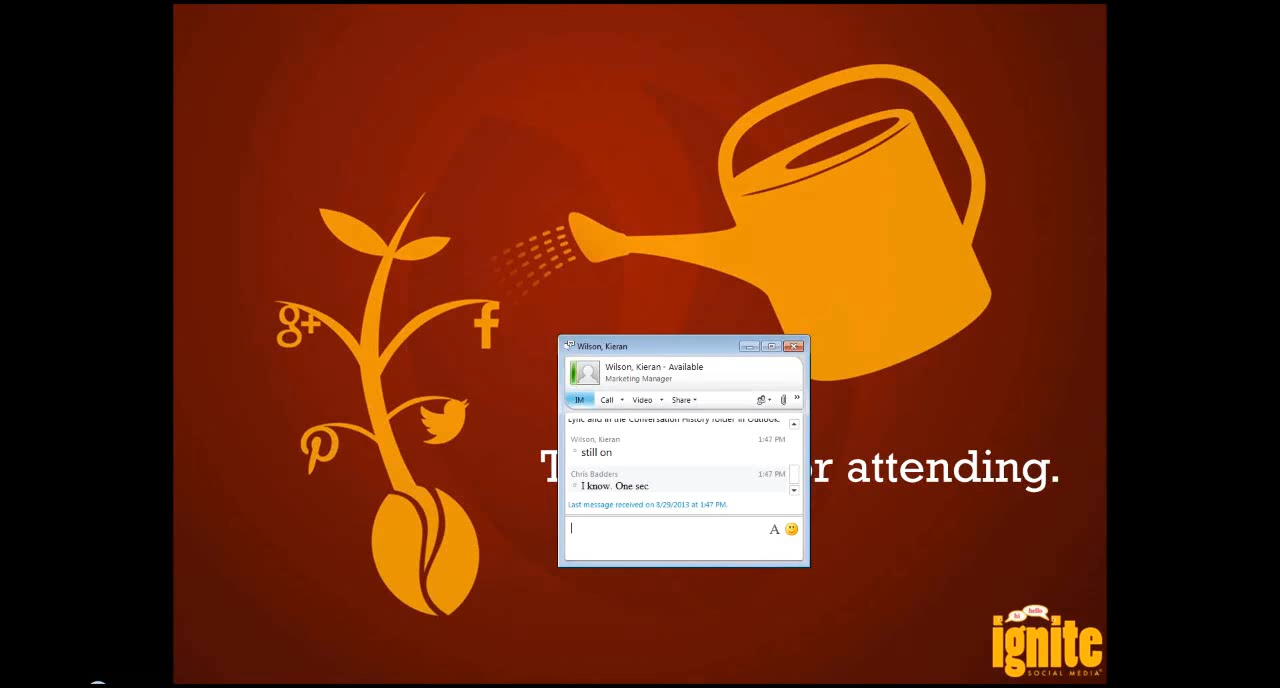 g+
f
Wilson, Kieran
Wilson, Kieran - Available
Marketing Manager
IM Call Video Share
Lync and in the Conversation History folder in Outlook.
Wilson, Kieran 1:47 PM
still on
Chris Badders 1:47 PM
I know. One sec
Last message received on 8/29/2013 at 1:47 PM.
A
attending.
hi hello
ignite
SOCIAL MEDIA